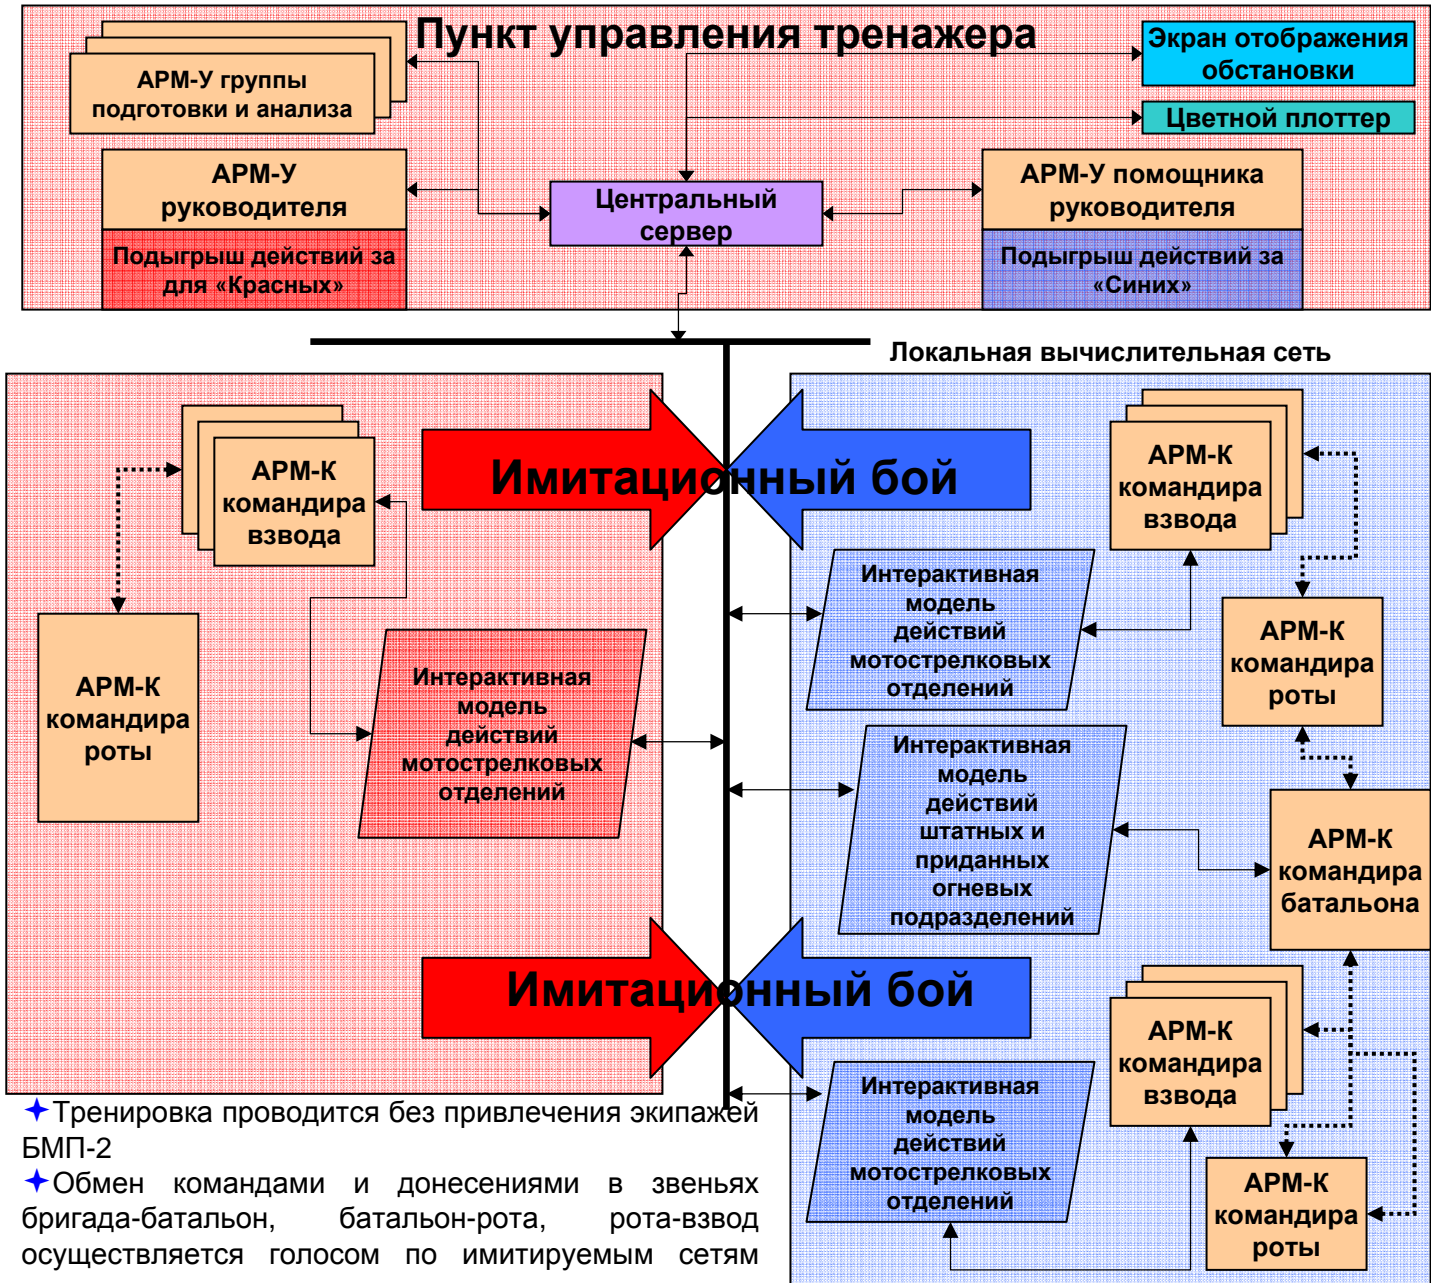 Пункт управления тренажера
АРМ-У группы
подготовки и анализа
Экран отображения
обстановки
Цветной плоттер
АРМ-У
руководителя
Подыгрыш действий за
для «Красных»
Центральный
сервер
АРМ-У помощника
руководителя
Подыгрыш действий за
«Синих»
Локальная вычислительная сеть
АРМ-К
командира
взвода
АРМ-К
командира
роты
Интерактивная
модель
действий
мотострелковых
отделений
Имитационный бой
АРМ-К
командира
взвода
Интерактивная
модель
действий
мотострелковых
отделений
АРМ-К
командира
роты
Интерактивная
модель
действий
штатных и
приданных
огневых
подразделений
АРМ-К
командира
батальона
Имитационный бой
АРМ-К
командира
взвода
Интерактивная
модель
действий
мотострелковых
отделений
АРМ-К
командира
роты
Тренировка проводится без привлечения экипажей
БМП-2
Обмен командами и донесениями в звеньях
бригада-батальон, батальон-рота, рота-взвод
осуществляется голосом по имитируемым сетям